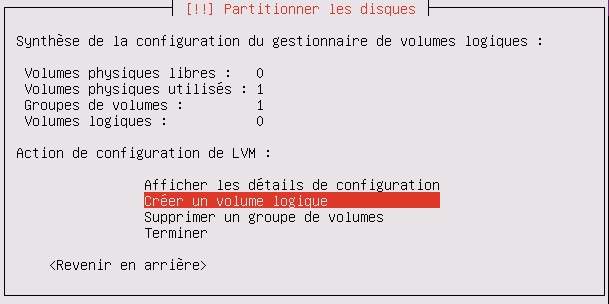 [!!] Partitionner les disques
Synthèse de la configuration du gestionnaire de volumes logiques :
Volumes physiques libres : 0
Volumes physiques utilisés : 1
Groupes de volumes : 1
Volumes logiques : 0
Action de configuration de LVM :
Afficher les détails de configuration
Créer un volume logique
Supprimer un groupe de volumes
Terminer
<Revenir en arrière>